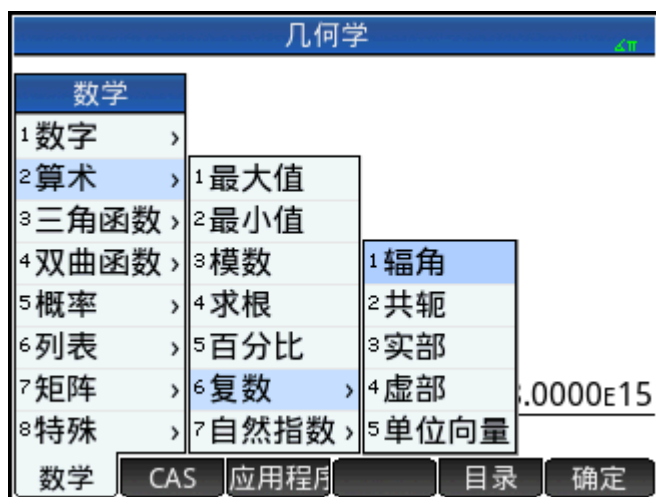 几何学
∡π
数学
1数字 ›
2算术 ›
3三角函数 ›
4双曲函数 ›
5概率 ›
6列表 ›
7矩阵 ›
8特殊 ›
1最大值
2最小值
3模数
4求根
5百分比
6复数 ›
7自然指数 ›
1辐角
2共轭
3实部
4虚部
5单位向量
.0000E15
数学
CAS
应用程序
目录
确定